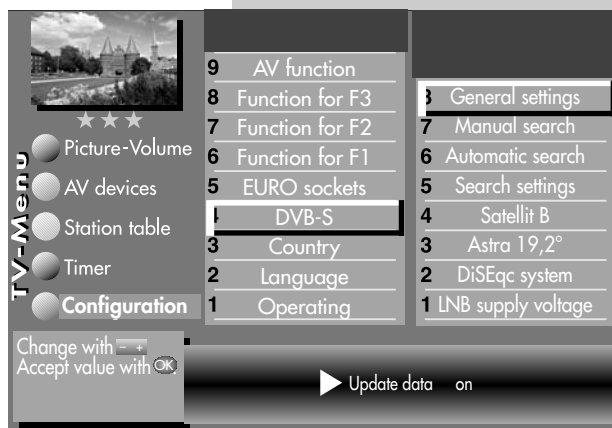 TV-Menu
Picture-Volume
AV devices
Station table
Timer
Configuration
9 AV function
8 Function for F3
7 Function for F2
6 Function for F1
5 EURO sockets
4 DVB-S
3 Country
2 Language
1 Operating
8 General settings
7 Manual search
6 Automatic search
5 Search settings
4 Satellit B
3 Astra 19,2°
2 DiSEqc system
1 LNB supply voltage
Change with - +
Accept value with OK.
Update data on